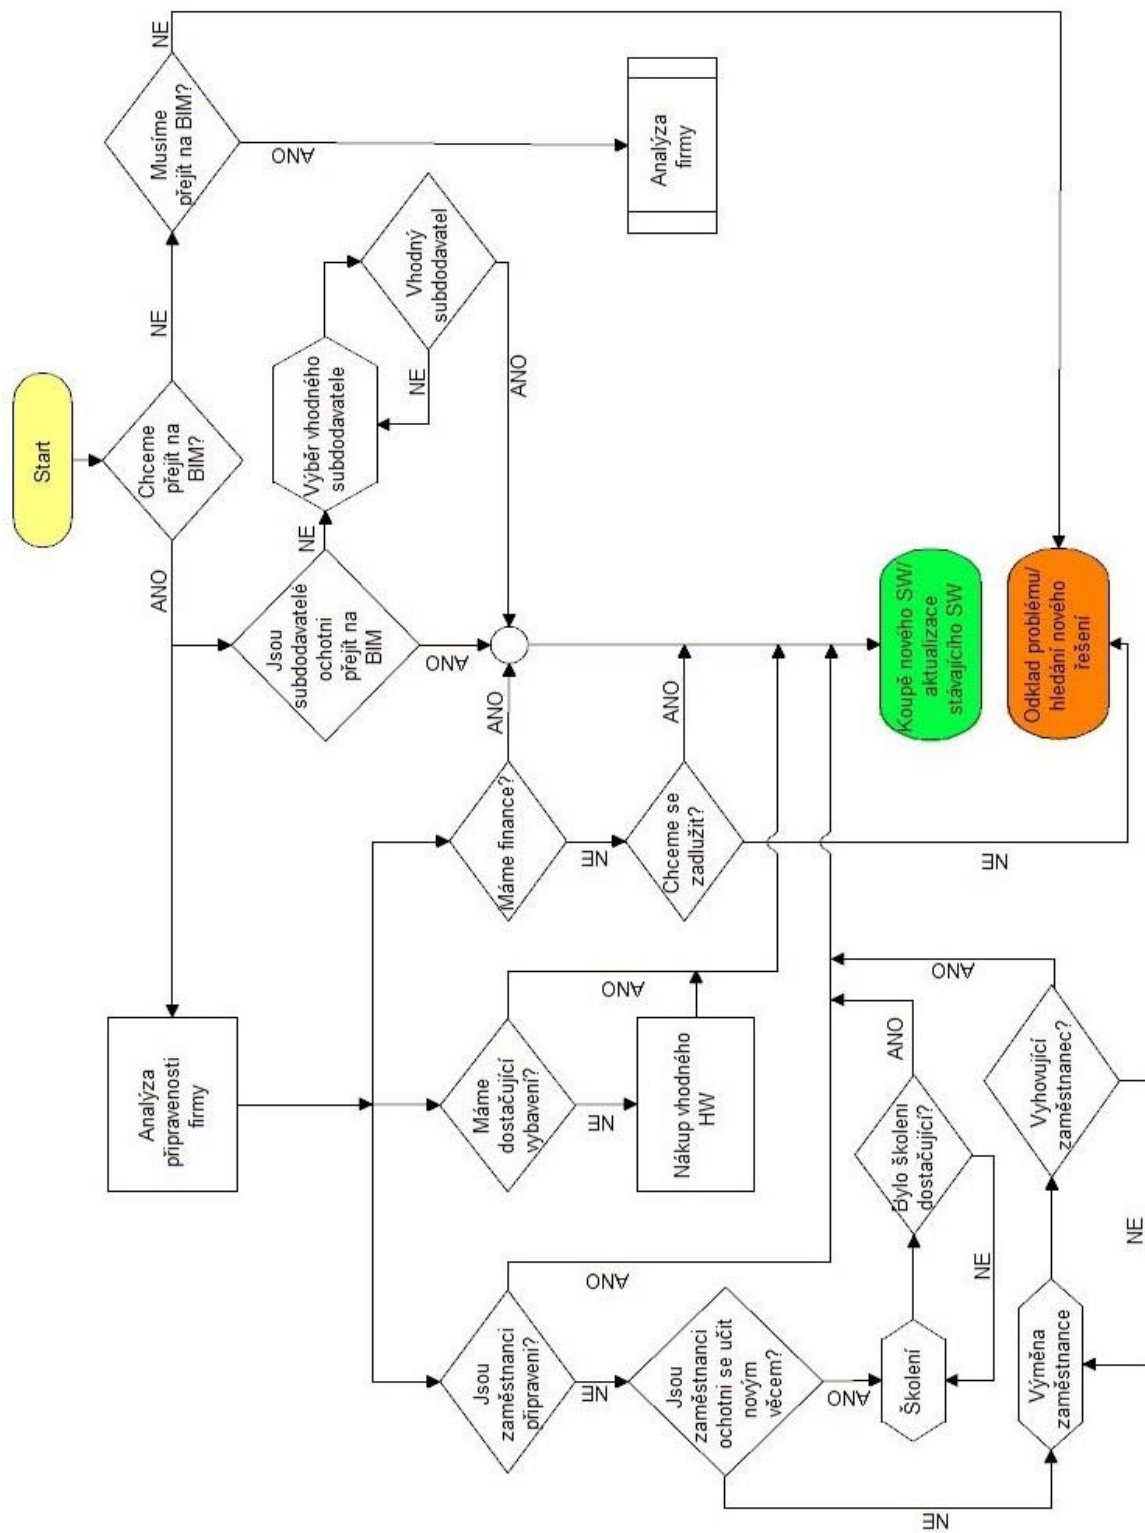 Start
Chceme
přejít na
BIM?
NE
Musíme
přejít na BIM?
NE
ANO
Analýza
firmy
ANO
Jsou
subdodavatelé
ochotni
přejít na
BIM
NE
Výběr vhodného
subdodavatele
Vhodný
subdodavatel
NE
ANO
ANO
Analýza
připravenosti
firmy
Máme finance?
ANO
NE
Chceme se
zadlužit?
ANO
NE
Máme
dostačující
vybavení?
ANO
NE
Nákup vhodného
HW
Jsou
zaměstnanci
připraveni?
ANO
NE
Jsou
zaměstnanci
ochotni se učit
novým
věcem?
ANO
NE
Školení
Bylo školení
dostačující?
ANO
NE
Výměna
zaměstnance
Vyhovující
zaměstnanec?
ANO
NE
Koupě nového SW/
aktualizace
stávajícího SW
Odklad problému/
hledání nového
řešení